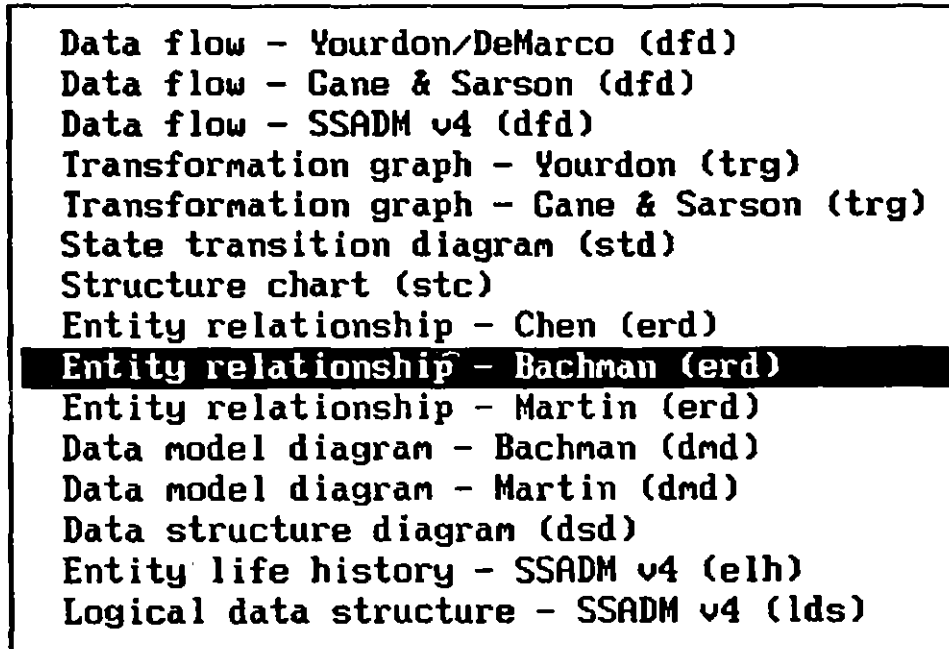 Data flow - Yourdon/DeMarco (dfd)
Data flow - Gane & Sarson (dfd)
Data flow - SSADM v4 (dfd)
Transformation graph - Yourdon (trg)
Transformation graph - Gane & Sarson (trg)
State transition diagram (std)
Structure chart (stc)
Entity relationship - Chen (erd)
Entity relationship - Bachman (erd)
Entity relationship - Martin (erd)
Data model diagram - Bachman (dmd)
Data model diagram - Martin (dmd)
Data structure diagram (dsd)
Entity life history - SSADM v4 (elh)
Logical data structure - SSADM v4 (lds)